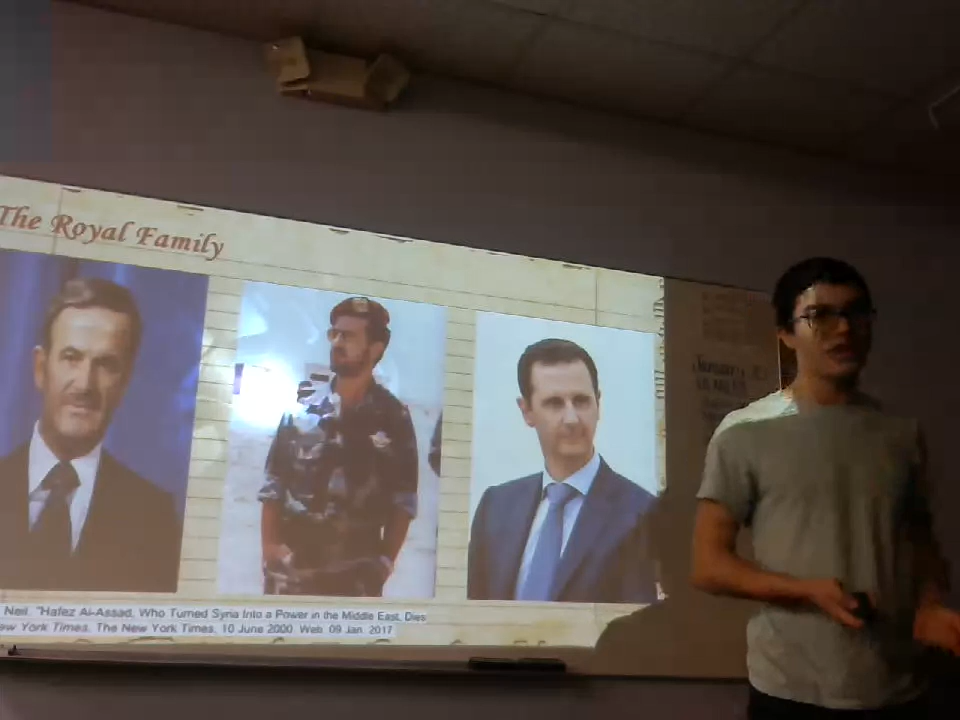 The Royal Family
Neil. "Hafez Al-Assad, Who Turned Syria Into a Power in the Middle East, Dies
New York Times. The New York Times, 10 June 2000. Web. 09 Jan. 2017